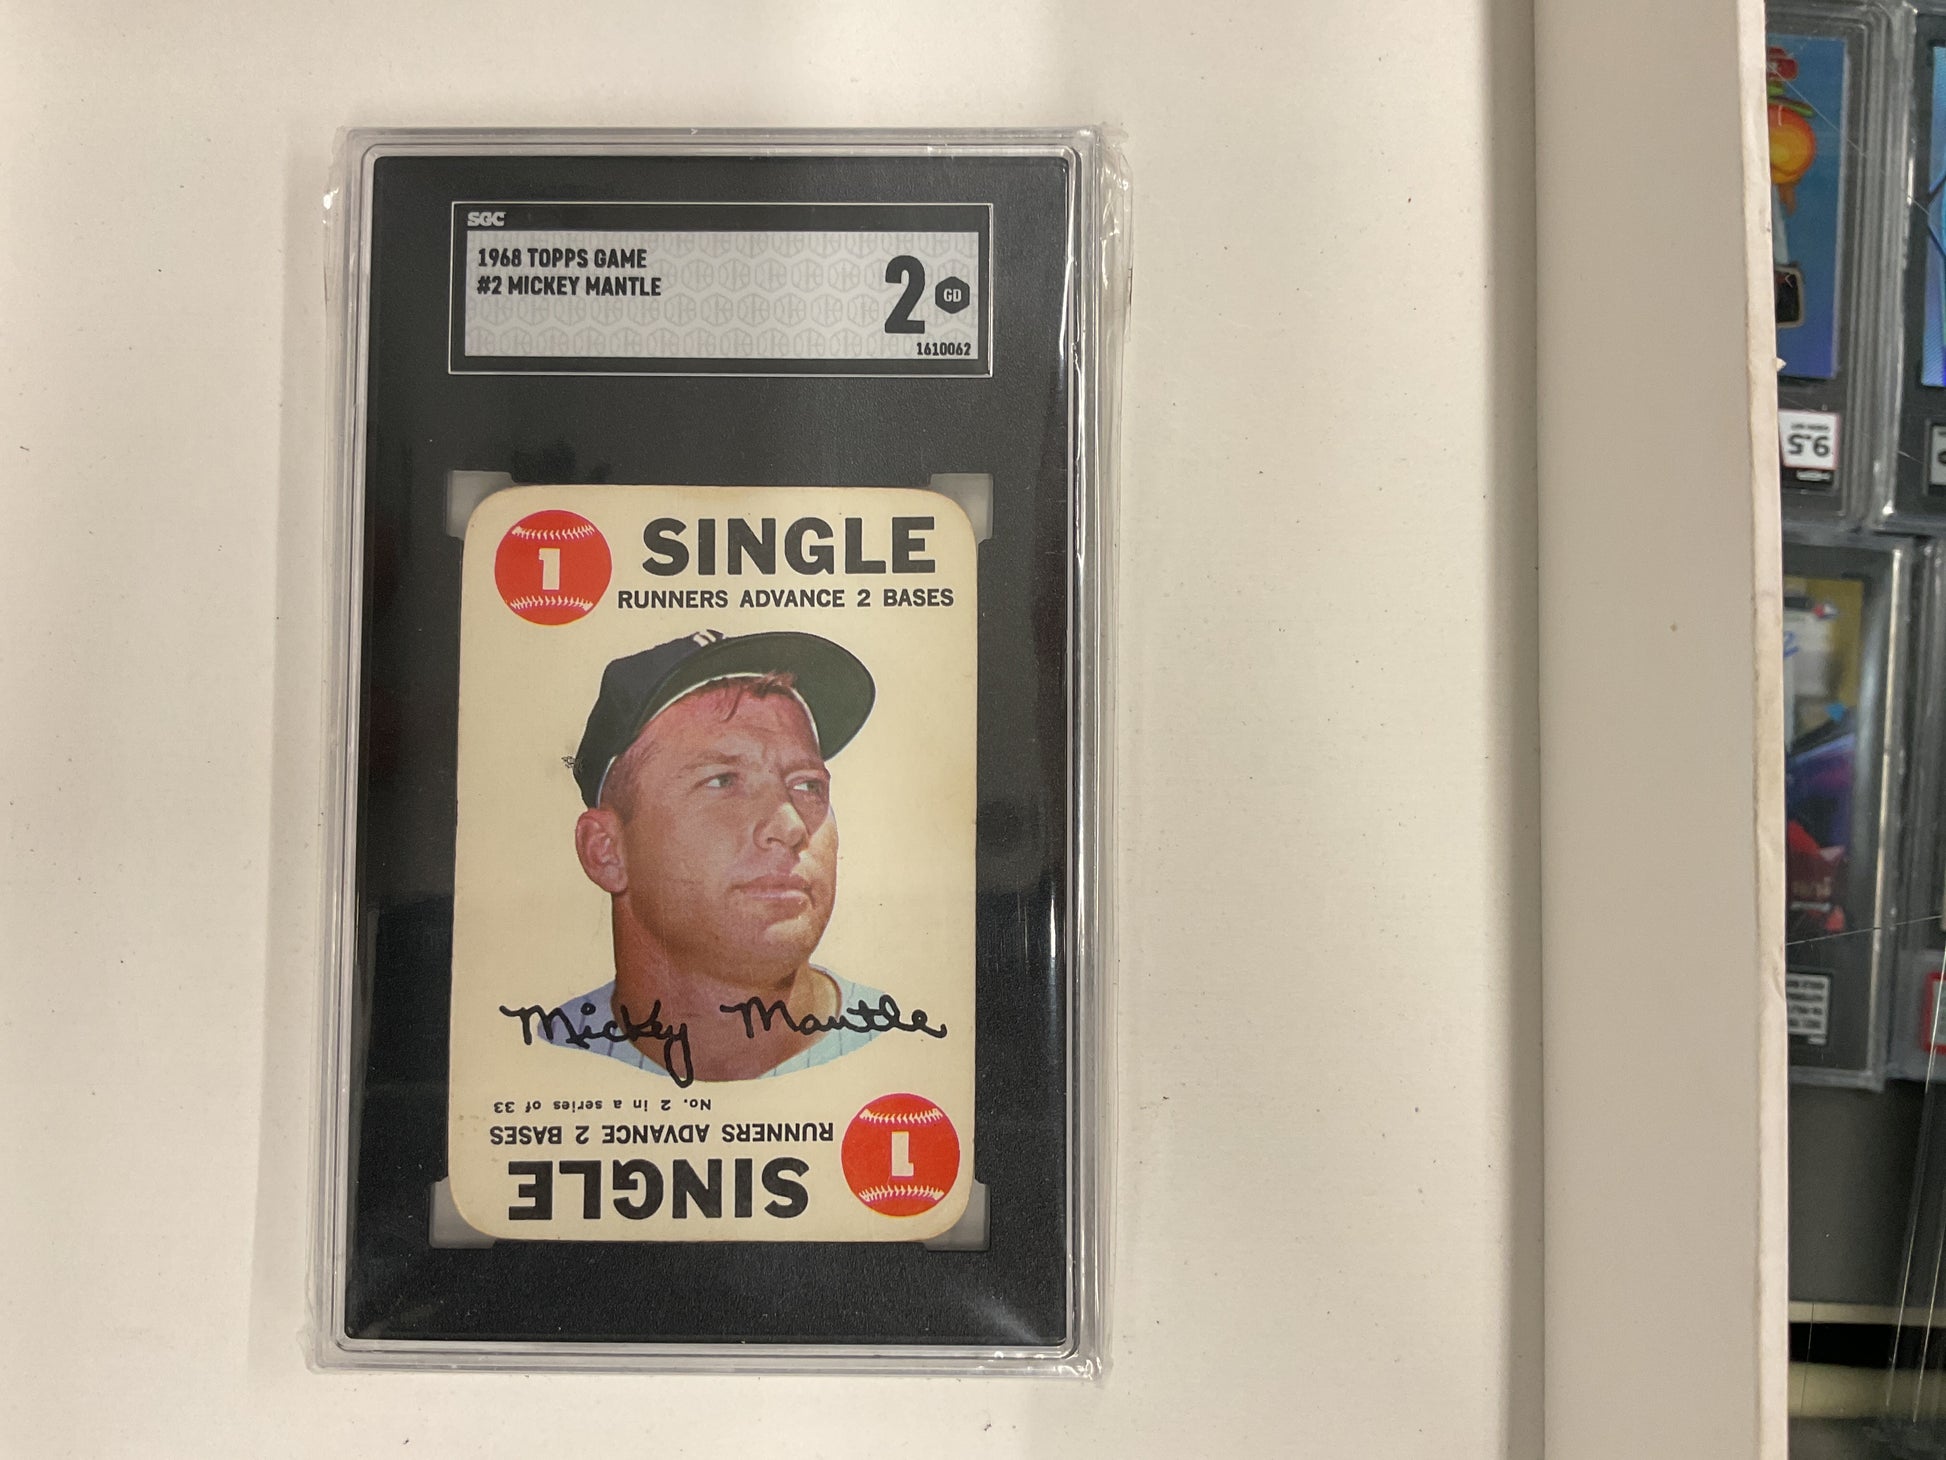 SGC
1968 TOPPS GAME
#2 MICKEY MANTLE
2 GD
1610062
1
SINGLE
RUNNERS ADVANCE 2 BASES
Mickey Mantle
No. 2 in a series of 33
RUNNERS ADVANCE 2 BASES
SINGLE
1
9.5